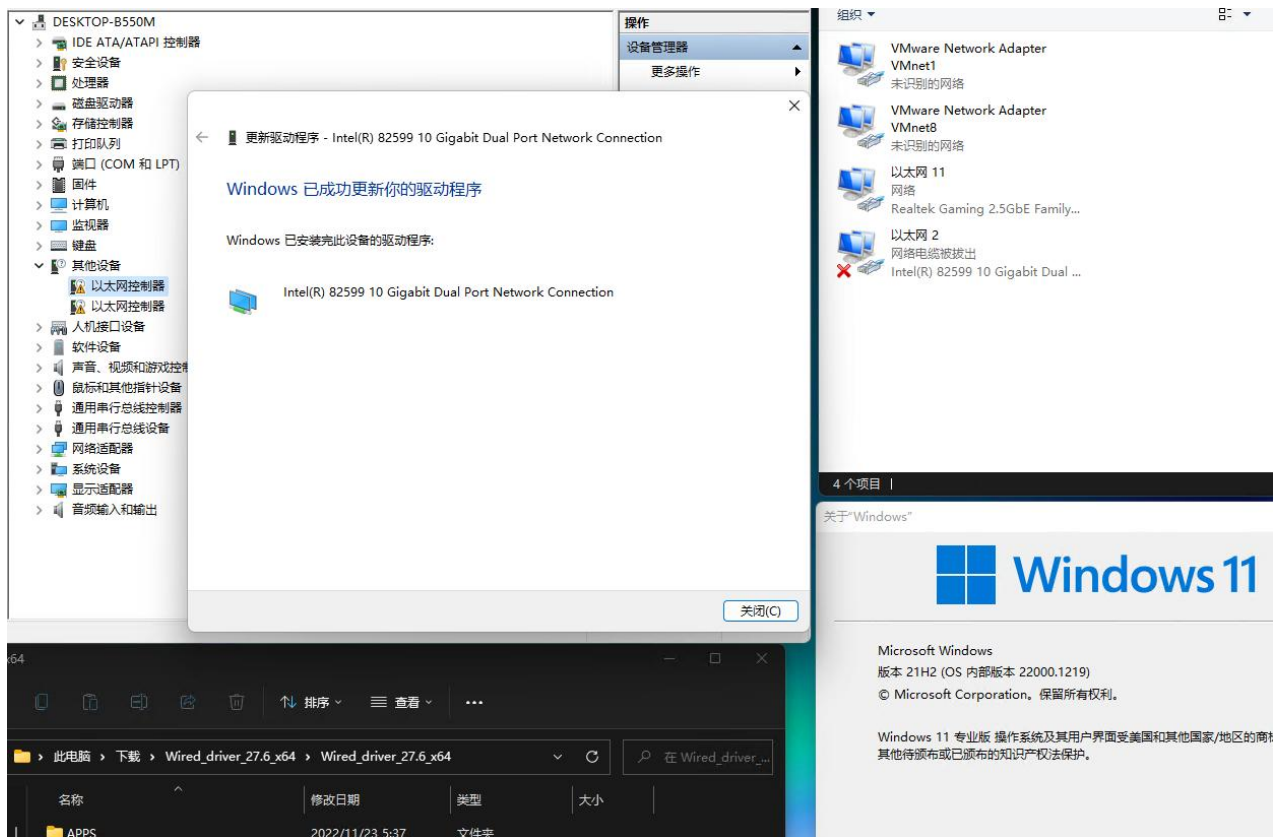 DESKTOP-B550M
IDE ATA/ATAPI 控制器
安全设备
处理器
磁盘驱动器
存储控制器
打印队列
端口 (COM 和 LPT)
固件
计算机
监视器
键盘
其他设备
以太网控制器
以太网控制器
人机接口设备
软件设备
声音、视频和游戏控制
鼠标和其他指针设备
通用串行总线控制器
通用串行总线设备
网络适配器
系统设备
显示适配器
音频输入和输出
操作
设备管理器
更多操作
更新驱动程序 - Intel(R) 82599 10 Gigabit Dual Port Network Connection
Windows 已成功更新你的驱动程序
Windows 已安装完此设备的驱动程序:
Intel(R) 82599 10 Gigabit Dual Port Network Connection
关闭(C)
组织
VMware Network Adapter
VMnet1
未识别的网络
VMware Network Adapter
VMnet8
未识别的网络
以太网 11
网络
Realtek Gaming 2.5GbE Family...
以太网 2
网络电缆被拔出
Intel(R) 82599 10 Gigabit Dual ...
4 个项目
关于"Windows"
Windows 11
Microsoft Windows
版本 21H2 (OS 内部版本 22000.1219)
© Microsoft Corporation。保留所有权利。
Windows 11 专业版 操作系统及其用户界面受美国和其他国家/地区的商标
其他待颁布或已颁布的知识产权法保护。
x64
排序
查看
此电脑 › 下载 › Wired_driver_27.6_x64 › Wired_driver_27.6_x64
在 Wired_driver_...
名称
修改日期
类型
大小
APPS
2022/11/23 5:37
文件夹